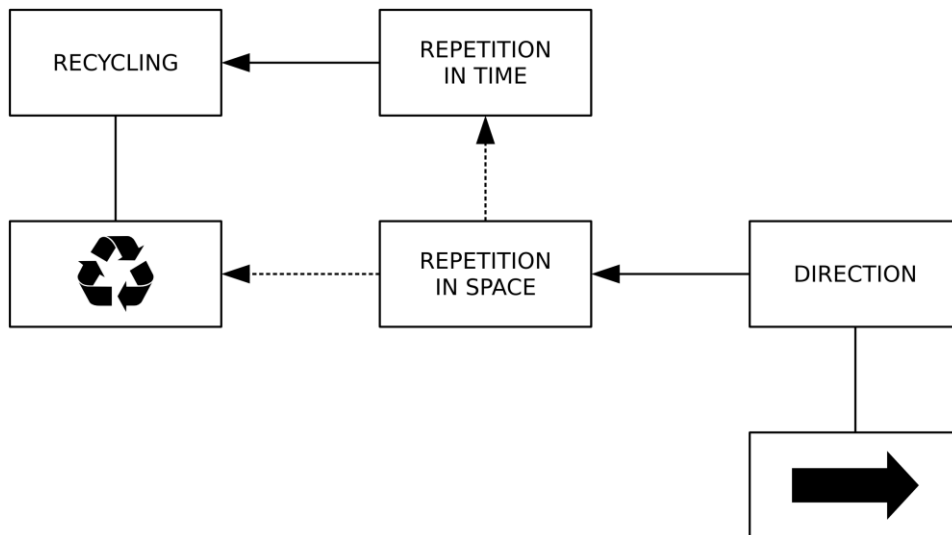 RECYCLING
REPETITION
IN TIME
REPETITION
IN SPACE
DIRECTION